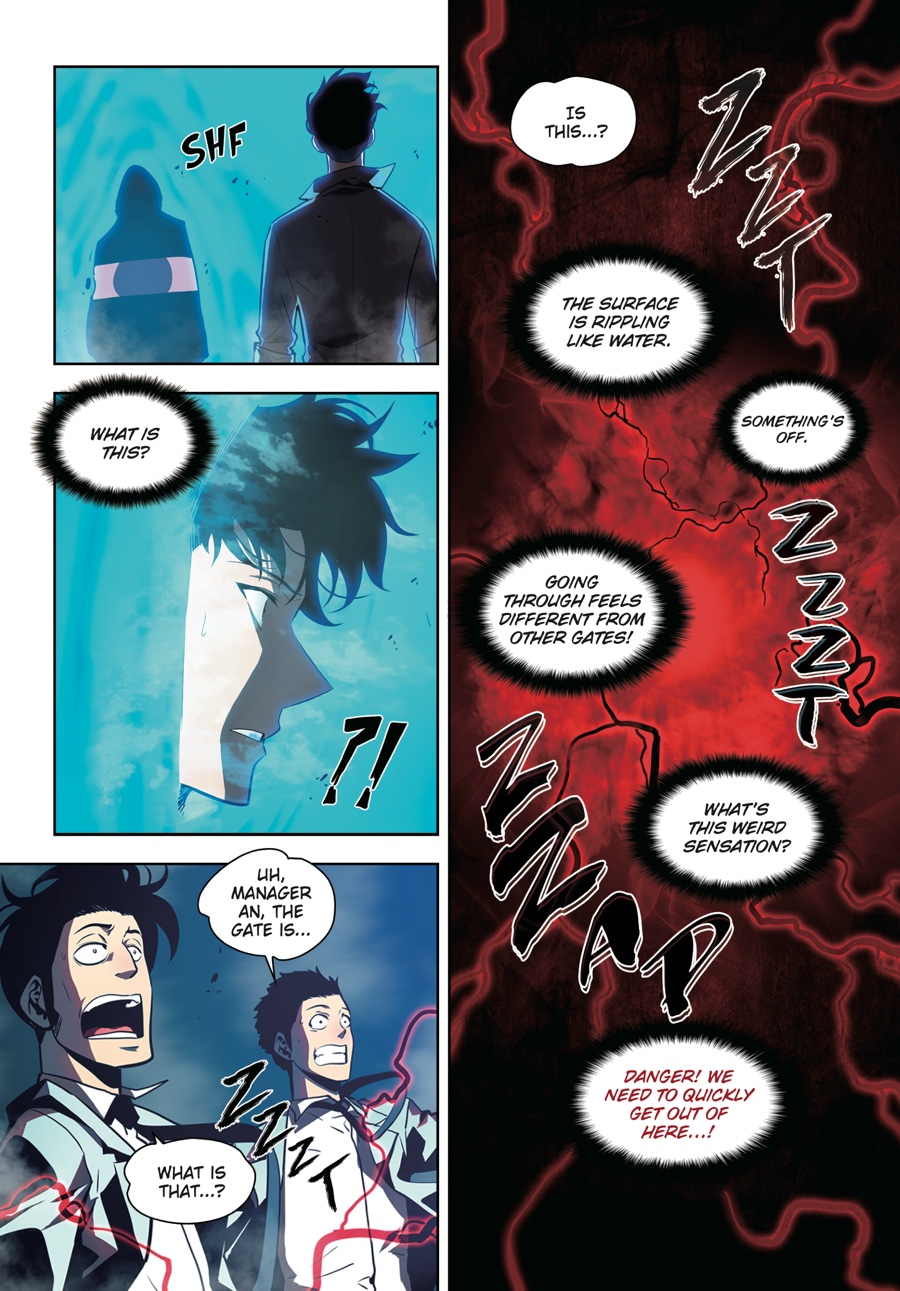 SHF
WHAT IS
THIS?
?!
UH,
MANAGER
AN, THE
GATE IS...
ZZZT
WHAT IS
THAT...?
IS
THIS...?
ZZT
THE SURFACE
IS RIPPLING
LIKE WATER.
SOMETHING'S
OFF.
ZZZT
GOING
THROUGH FEELS
DIFFERENT FROM
OTHER GATES!
WHAT'S
THIS WEIRD
SENSATION?
ZZAP
DANGER! WE
NEED TO QUICKLY
GET OUT OF
HERE...!